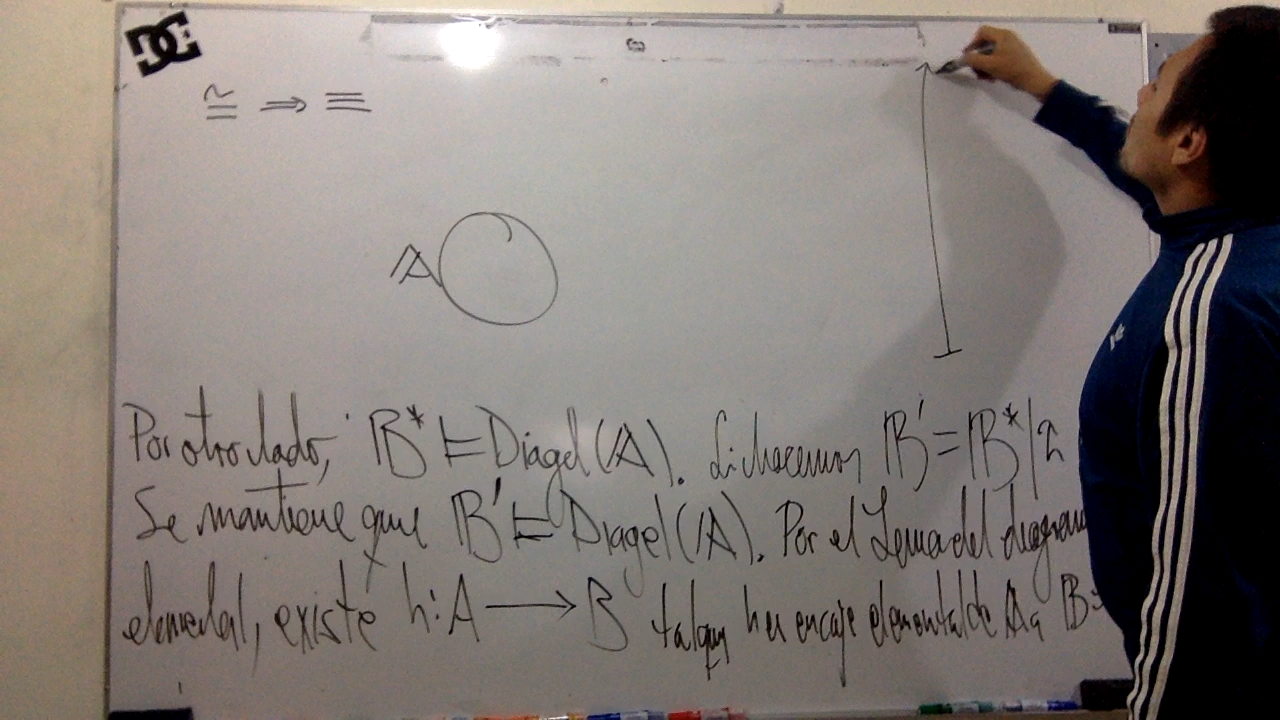 DC
≅ ⇒ ≡
𝔸
Por otro lado, 𝔹* ⊨ Diagel(𝔸). Si hacemos 𝔹' = 𝔹*|
Se mantiene que 𝔹' ⊨ Diagel(𝔸). Por el Lema del diagrama
elemental, existe h: A ⟶ B tal que h es encaje elemental de 𝔸 a 𝔹